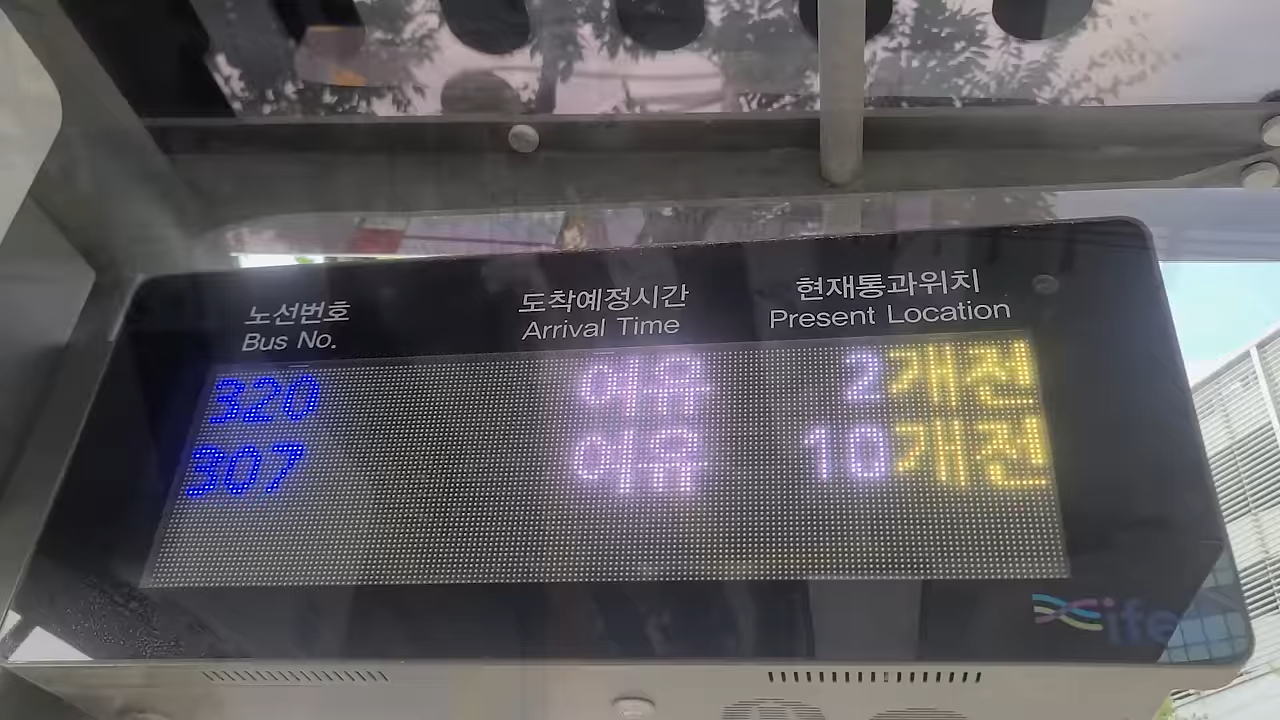 노선번호 도착예정시간 현재통과위치
Bus No. Arrival Time Present Location
320 여유 2개전
307 여유 10개전